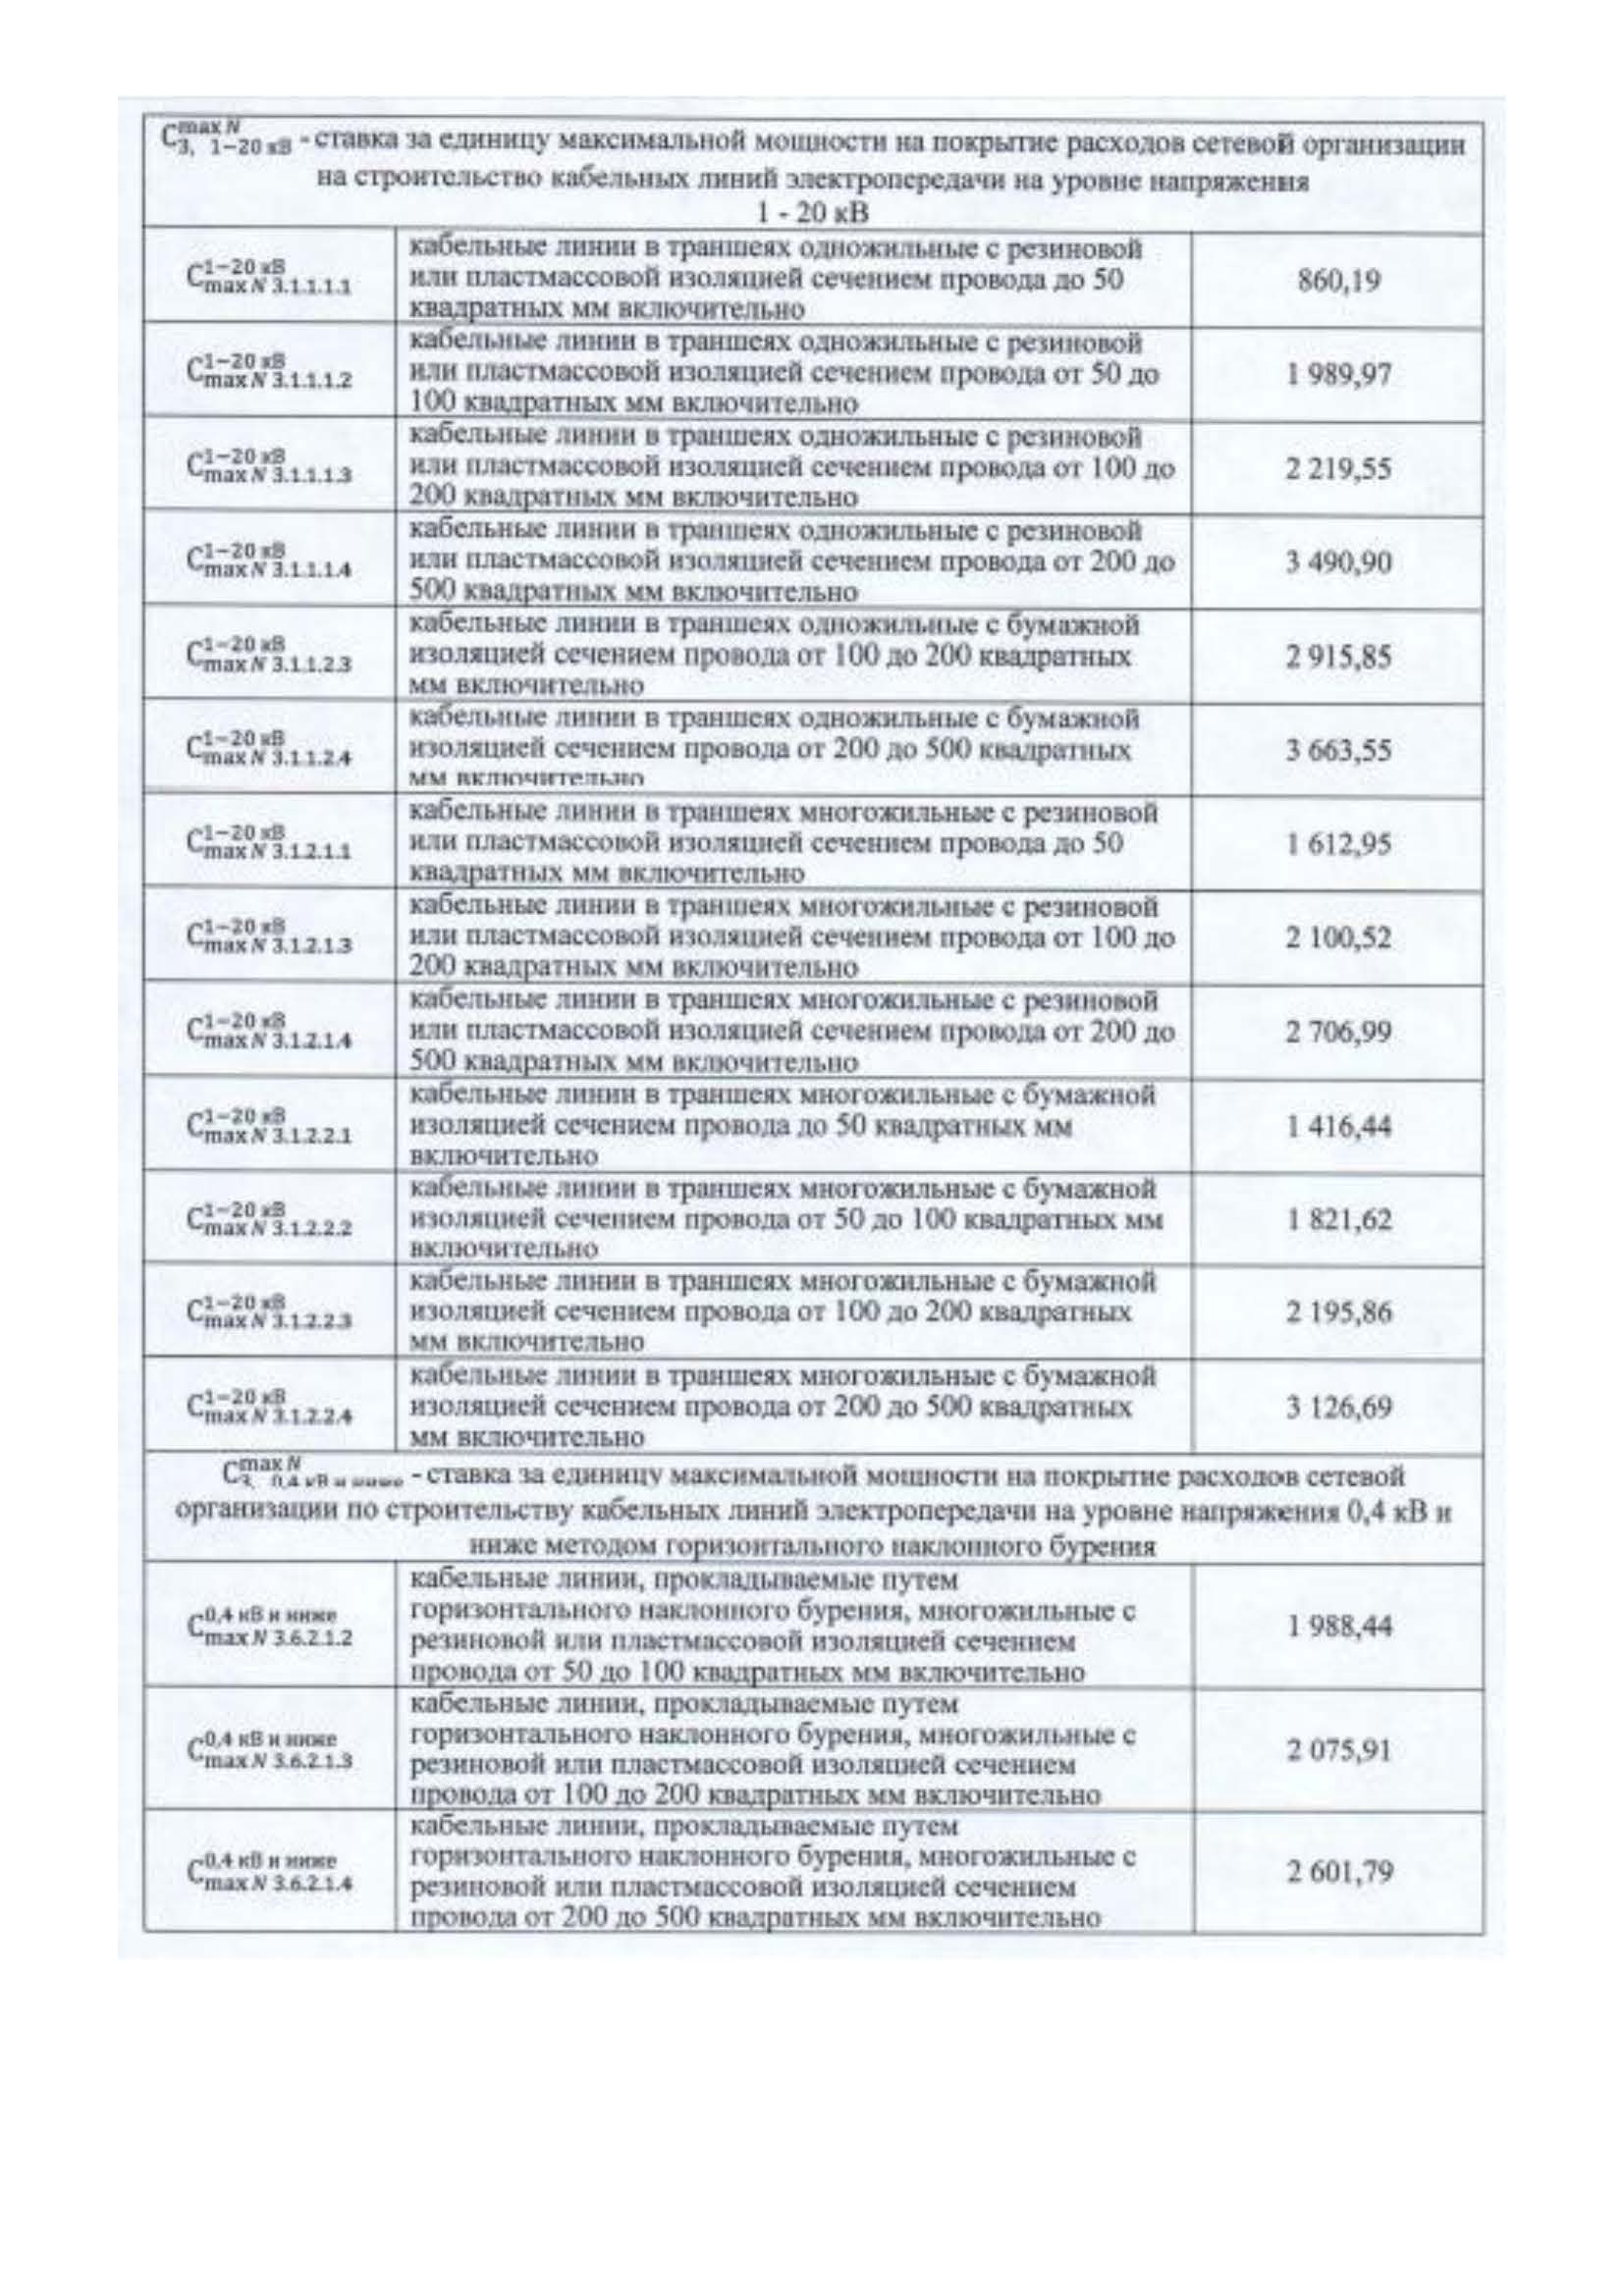 C₃, ₁₋₂₀ кВ max N - ставка за единицу максимальной мощности на покрытие расходов сетевой организации
на строительство кабельных линий электропередачи на уровне напряжения
1 - 20 кВ
C 1–20 кВ max N 3.1.1.1.1
кабельные линии в траншеях одножильные с резиновой
или пластмассовой изоляцией сечением провода до 50
квадратных мм включительно
860,19
C 1–20 кВ max N 3.1.1.1.2
кабельные линии в траншеях одножильные с резиновой
или пластмассовой изоляцией сечением провода от 50 до
100 квадратных мм включительно
1 989,97
C 1–20 кВ max N 3.1.1.1.3
кабельные линии в траншеях одножильные с резиновой
или пластмассовой изоляцией сечением провода от 100 до
200 квадратных мм включительно
2 219,55
C 1–20 кВ max N 3.1.1.1.4
кабельные линии в траншеях одножильные с резиновой
или пластмассовой изоляцией сечением провода от 200 до
500 квадратных мм включительно
3 490,90
C 1–20 кВ max N 3.1.1.2.3
кабельные линии в траншеях одножильные с бумажной
изоляцией сечением провода от 100 до 200 квадратных
мм включительно
2 915,85
C 1–20 кВ max N 3.1.1.2.4
кабельные линии в траншеях одножильные с бумажной
изоляцией сечением провода от 200 до 500 квадратных
мм включительно
3 663,55
C 1–20 кВ max N 3.1.2.1.1
кабельные линии в траншеях многожильные с резиновой
или пластмассовой изоляцией сечением провода до 50
квадратных мм включительно
1 612,95
C 1–20 кВ max N 3.1.2.1.3
кабельные линии в траншеях многожильные с резиновой
или пластмассовой изоляцией сечением провода от 100 до
200 квадратных мм включительно
2 100,52
C 1–20 кВ max N 3.1.2.1.4
кабельные линии в траншеях многожильные с резиновой
или пластмассовой изоляцией сечением провода от 200 до
500 квадратных мм включительно
2 706,99
C 1–20 кВ max N 3.1.2.2.1
кабельные линии в траншеях многожильные с бумажной
изоляцией сечением провода до 50 квадратных мм
включительно
1 416,44
C 1–20 кВ max N 3.1.2.2.2
кабельные линии в траншеях многожильные с бумажной
изоляцией сечением провода от 50 до 100 квадратных мм
включительно
1 821,62
C 1–20 кВ max N 3.1.2.2.3
кабельные линии в траншеях многожильные с бумажной
изоляцией сечением провода от 100 до 200 квадратных
мм включительно
2 195,86
C 1–20 кВ max N 3.1.2.2.4
кабельные линии в траншеях многожильные с бумажной
изоляцией сечением провода от 200 до 500 квадратных
мм включительно
3 126,69
C max N 3, 0,4 кВ и ниже - ставка за единицу максимальной мощности на покрытие расходов сетевой
организации по строительству кабельных линий электропередачи на уровне напряжения 0,4 кВ и
ниже методом горизонтального наклонного бурения
C 0,4 кВ и ниже max N 3.6.2.1.2
кабельные линии, прокладываемые путем
горизонтального наклонного бурения, многожильные с
резиновой или пластмассовой изоляцией сечением
провода от 50 до 100 квадратных мм включительно
1 988,44
C 0,4 кВ и ниже max N 3.6.2.1.3
кабельные линии, прокладываемые путем
горизонтального наклонного бурения, многожильные с
резиновой или пластмассовой изоляцией сечением
провода от 100 до 200 квадратных мм включительно
2 075,91
C 0,4 кВ и ниже max N 3.6.2.1.4
кабельные линии, прокладываемые путем
горизонтального наклонного бурения, многожильные с
резиновой или пластмассовой изоляцией сечением
провода от 200 до 500 квадратных мм включительно
2 601,79